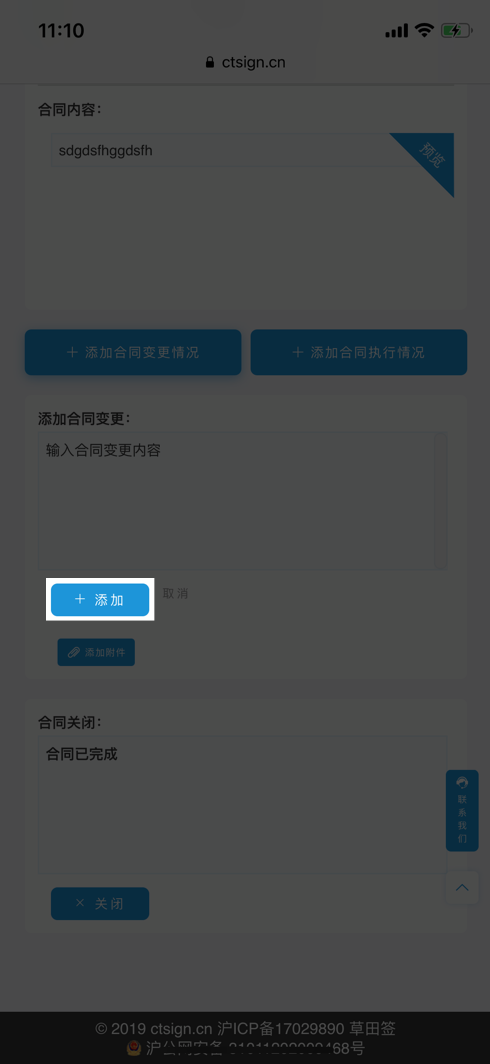 11:10
ctsign.cn
合同内容:
sdgdsfhggdsfh
预览
+ 添加合同变更情况
+ 添加合同执行情况
添加合同变更:
输入合同变更内容
+ 添加
取消
添加附件
合同关闭:
合同已完成
联系我们
× 关闭
© 2019 ctsign.cn 沪ICP备17029890 草田签
沪公网安备